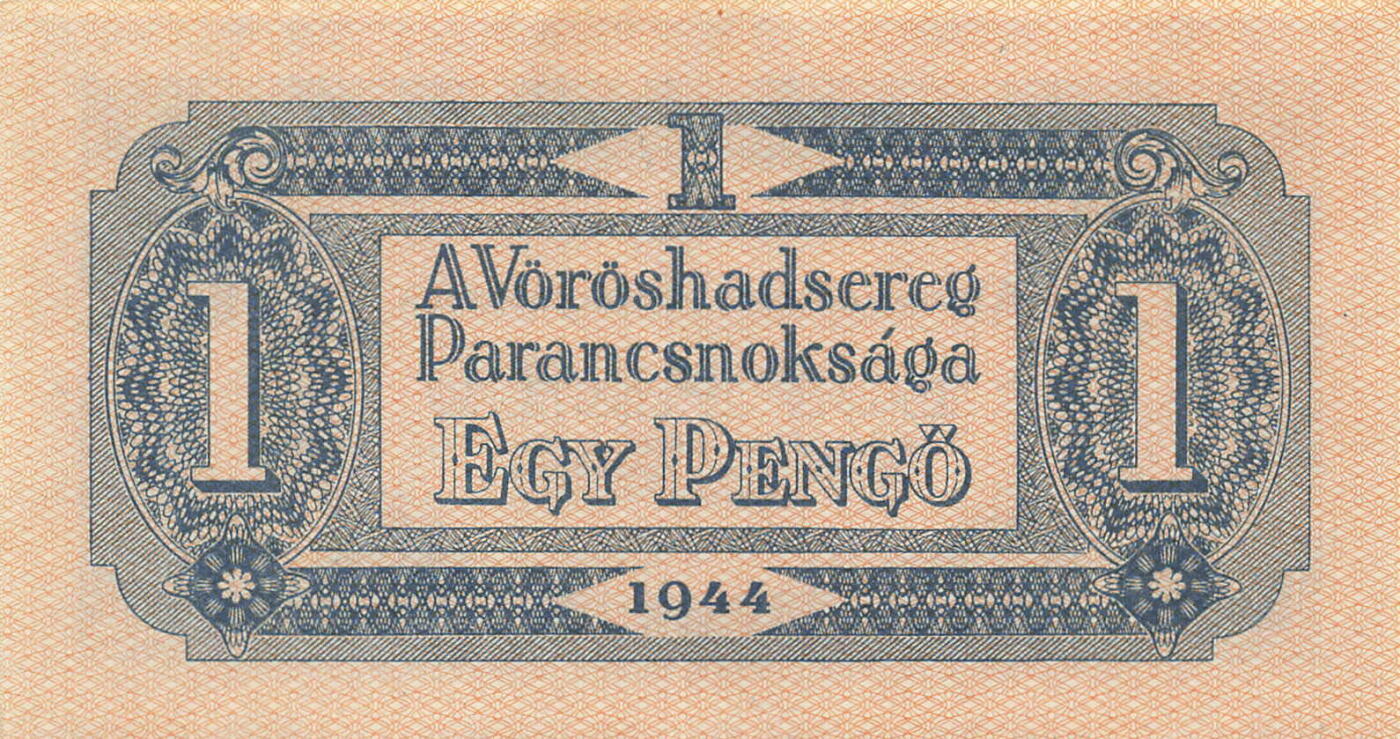 1
A Vöröshadsereg
1 1
Parancsnoksága
EGY PENGŐ
1944